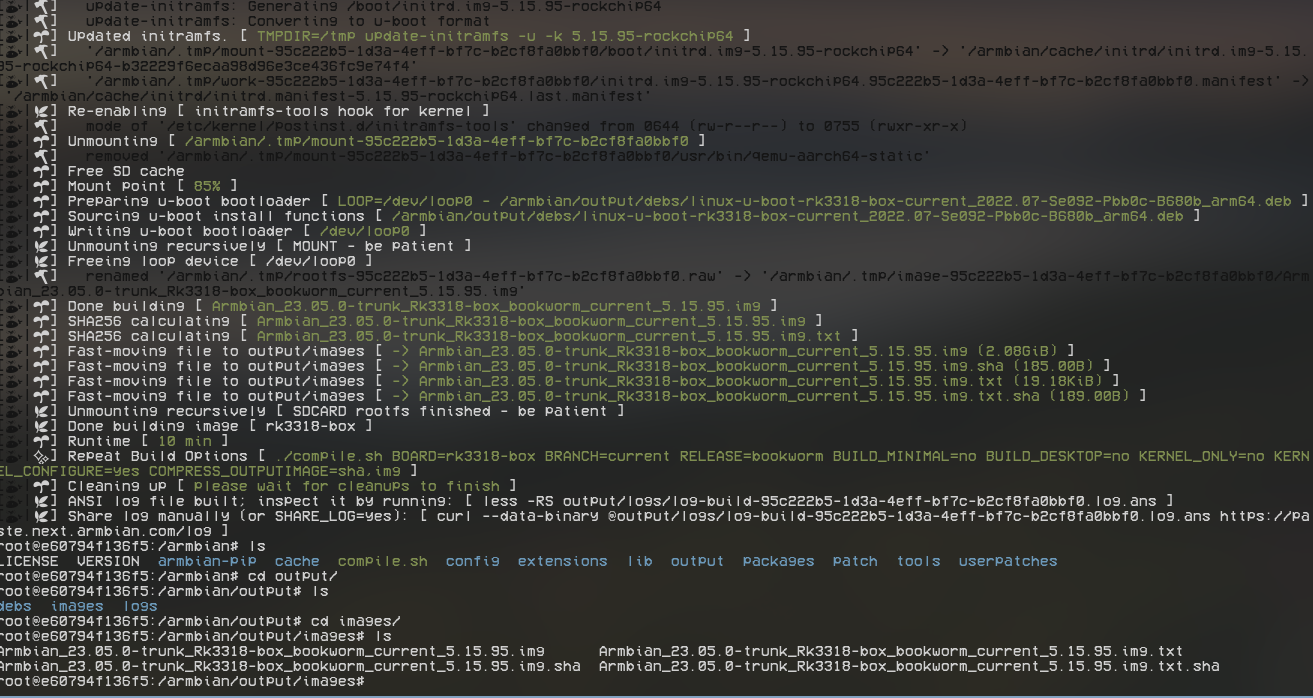 update-initramfs: Generating /boot/initrd.img-5.15.95-rockchip64
update-initramfs: Converting to u-boot format
] Updated initramfs. [ TMPDIR=/tmp update-initramfs -u -k 5.15.95-rockchip64 ]
] '/armbian/.tmp/mount-95c222b5-1d3a-4eff-bf7c-b2cf8fa0bbf0/boot/initrd.img-5.15.95-rockchip64' -> '/armbian/cache/initrd/initrd.img-5.15.
95-rockchip64-b32229f6ecaa98d96e3ce436fc9e74f4'
] '/armbian/.tmp/work-95c222b5-1d3a-4eff-bf7c-b2cf8fa0bbf0/initrd.img-5.15.95-rockchip64.95c222b5-1d3a-4eff-bf7c-b2cf8fa0bbf0.manifest' ->
'/armbian/cache/initrd/initrd.manifest-5.15.95-rockchip64.last.manifest'
] Re-enabling [ initramfs-tools hook for kernel ]
] mode of '/etc/kernel/postinst.d/initramfs-tools' changed from 0644 (rw-r--r--) to 0755 (rwxr-xr-x)
] Unmounting [ /armbian/.tmp/mount-95c222b5-1d3a-4eff-bf7c-b2cf8fa0bbf0 ]
] removed '/armbian/.tmp/mount-95c222b5-1d3a-4eff-bf7c-b2cf8fa0bbf0/usr/bin/qemu-aarch64-static'
] Free SD cache
] Mount point [ 85% ]
] Preparing u-boot bootloader [ LOOP=/dev/loop0 - /armbian/output/debs/linux-u-boot-rk3318-box-current_2022.07-Se092-Pbb0c-B680b_arm64.deb ]
] Sourcing u-boot install functions [ /armbian/output/debs/linux-u-boot-rk3318-box-current_2022.07-Se092-Pbb0c-B680b_arm64.deb ]
] Writing u-boot bootloader [ /dev/loop0 ]
] Unmounting recursively [ MOUNT - be patient ]
] Freeing loop device [ /dev/loop0 ]
] renamed '/armbian/.tmp/rootfs-95c222b5-1d3a-4eff-bf7c-b2cf8fa0bbf0.raw' -> '/armbian/.tmp/image-95c222b5-1d3a-4eff-bf7c-b2cf8fa0bbf0/Arm
bian_23.05.0-trunk_Rk3318-box_bookworm_current_5.15.95.img'
] Done building [ Armbian_23.05.0-trunk_Rk3318-box_bookworm_current_5.15.95.img ]
] SHA256 calculating [ Armbian_23.05.0-trunk_Rk3318-box_bookworm_current_5.15.95.img ]
] SHA256 calculating [ Armbian_23.05.0-trunk_Rk3318-box_bookworm_current_5.15.95.img.txt ]
] Fast-moving file to output/images [ -> Armbian_23.05.0-trunk_Rk3318-box_bookworm_current_5.15.95.img (2.08GiB) ]
] Fast-moving file to output/images [ -> Armbian_23.05.0-trunk_Rk3318-box_bookworm_current_5.15.95.img.sha (185.00B) ]
] Fast-moving file to output/images [ -> Armbian_23.05.0-trunk_Rk3318-box_bookworm_current_5.15.95.img.txt (19.18KiB) ]
] Fast-moving file to output/images [ -> Armbian_23.05.0-trunk_Rk3318-box_bookworm_current_5.15.95.img.txt.sha (189.00B) ]
] Unmounting recursively [ SDCARD rootfs finished - be patient ]
] Done building image [ rk3318-box ]
] Runtime [ 10 min ]
] Repeat Build Options [ ./compile.sh BOARD=rk3318-box BRANCH=current RELEASE=bookworm BUILD_MINIMAL=no BUILD_DESKTOP=no KERNEL_ONLY=no KERN
EL_CONFIGURE=yes COMPRESS_OUTPUTIMAGE=sha,img ]
] Cleaning up [ please wait for cleanups to finish ]
] ANSI log file built; inspect it by running: [ less -RS output/logs/log-build-95c222b5-1d3a-4eff-bf7c-b2cf8fa0bbf0.log.ans ]
] Share log manually (or SHARE_LOG=yes): [ curl --data-binary @output/logs/log-build-95c222b5-1d3a-4eff-bf7c-b2cf8fa0bbf0.log.ans https://pa
ste.next.armbian.com/log ]
root@e60794f136f5:/armbian# ls
LICENSE VERSION armbian-pip cache compile.sh config extensions lib output packages patch tools userpatches
root@e60794f136f5:/armbian# cd output/
root@e60794f136f5:/armbian/output# ls
debs images logs
root@e60794f136f5:/armbian/output# cd images/
root@e60794f136f5:/armbian/output/images# ls
Armbian_23.05.0-trunk_Rk3318-box_bookworm_current_5.15.95.img Armbian_23.05.0-trunk_Rk3318-box_bookworm_current_5.15.95.img.txt
Armbian_23.05.0-trunk_Rk3318-box_bookworm_current_5.15.95.img.sha Armbian_23.05.0-trunk_Rk3318-box_bookworm_current_5.15.95.img.txt.sha
root@e60794f136f5:/armbian/output/images#